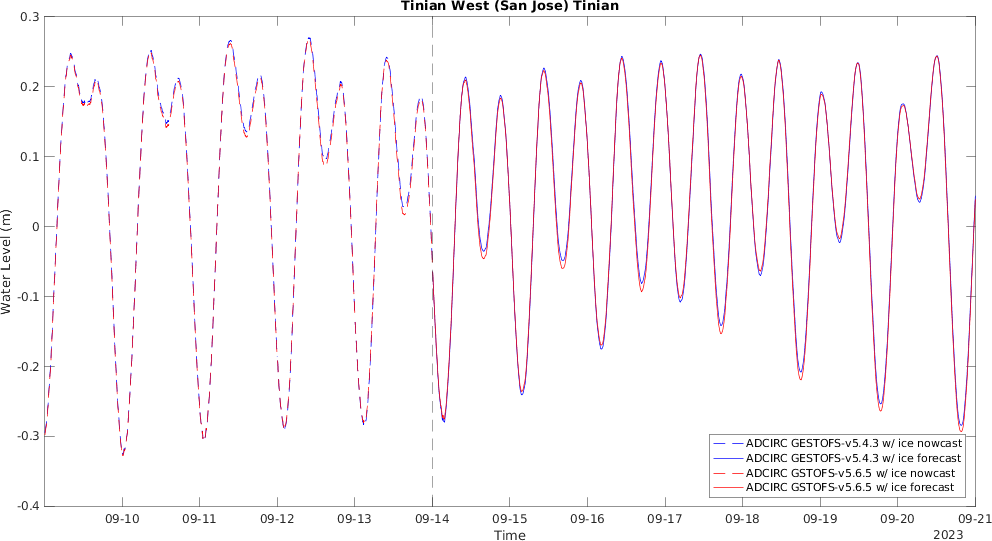 Tinian West (San Jose) Tinian
0.3
0.2
0.1
0
-0.1
-0.2
-0.3
-0.4
Water Level (m)
ADCIRC GESTOFS-v5.4.3 w/ ice nowcast
ADCIRC GESTOFS-v5.4.3 w/ ice forecast
ADCIRC GSTOFS-v5.6.5 w/ ice nowcast
ADCIRC GSTOFS-v5.6.5 w/ ice forecast
09-10 09-11 09-12 09-13 09-14 09-15 09-16 09-17 09-18 09-19 09-20 09-21
Time
2023